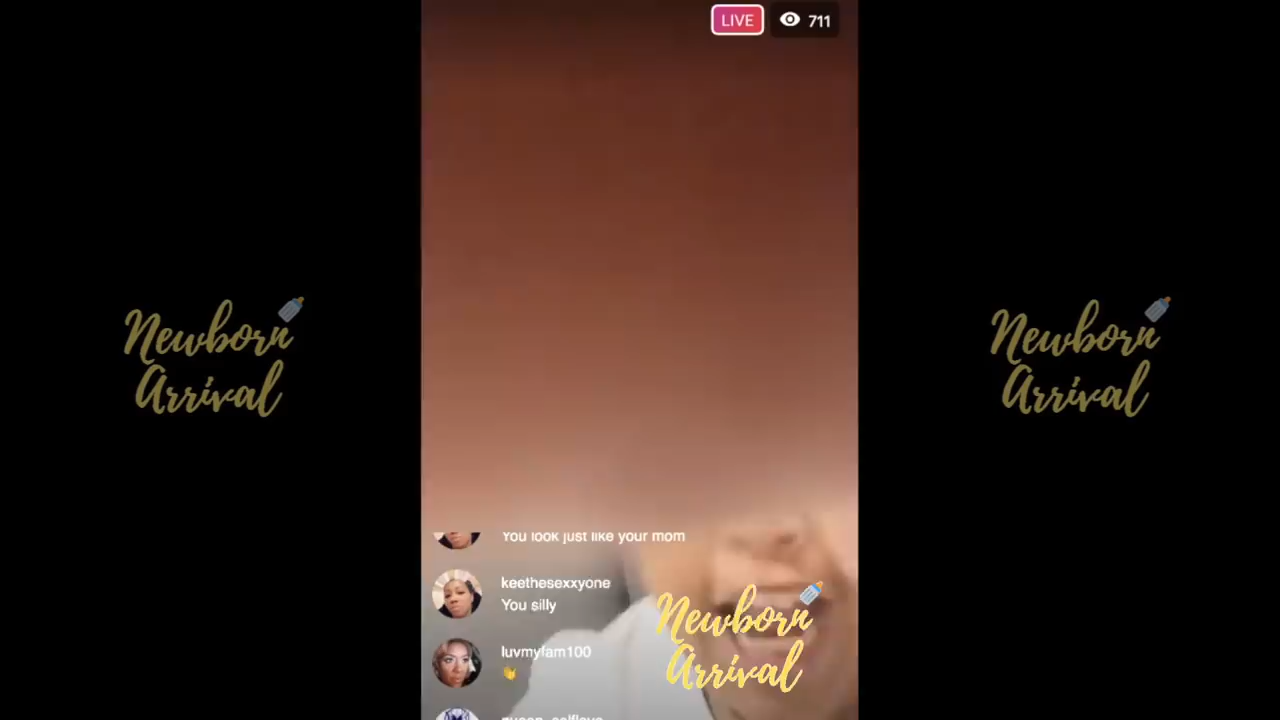 LIVE 711
Newborn
Arrival
Newborn
Arrival
You look just like your mom
keethesexxyone
You silly
luvmyfam100
Newborn
Arrival